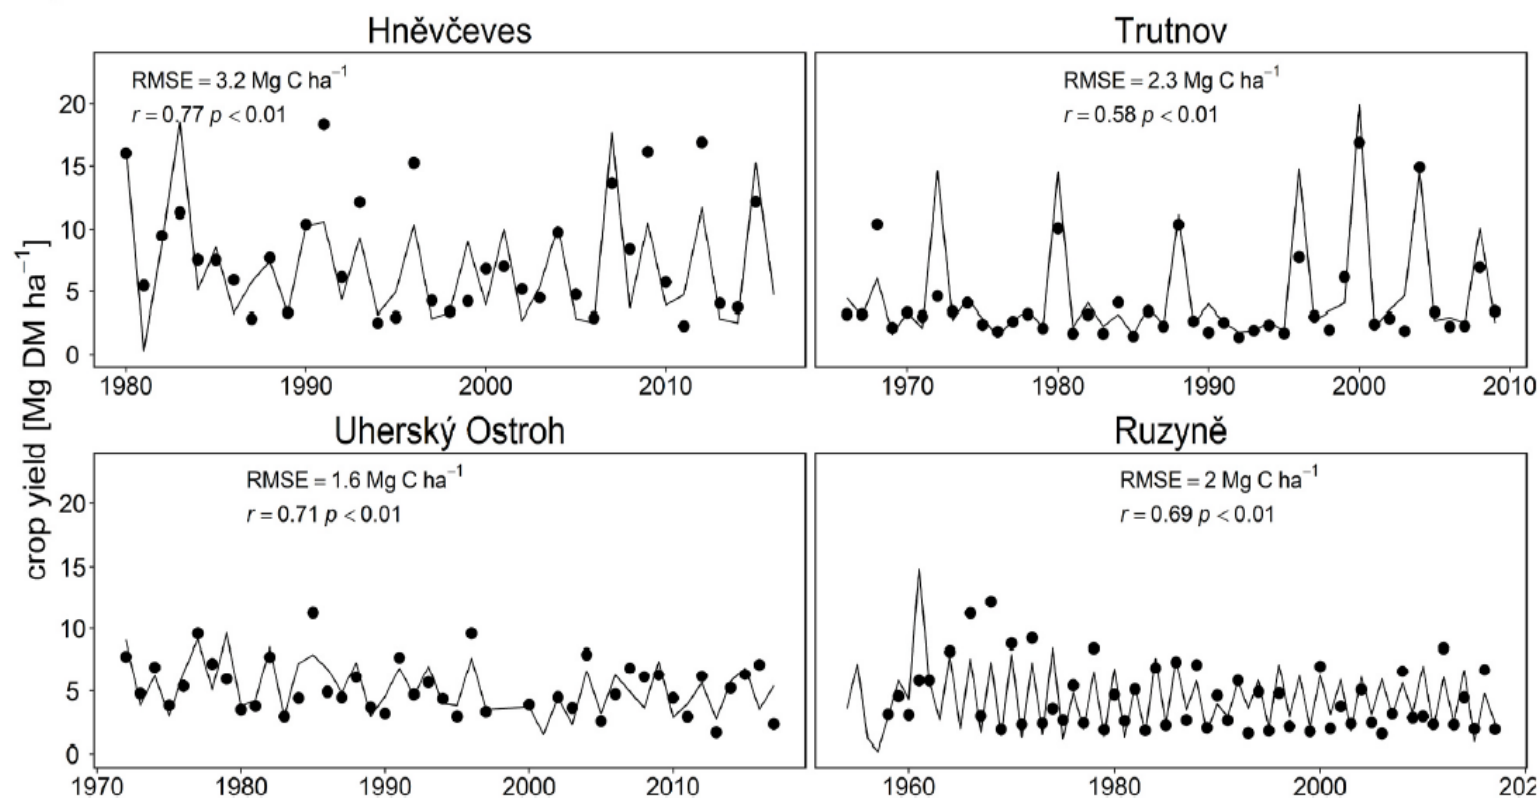 Hněvčeves
RMSE = 3.2 Mg C ha⁻¹
r = 0.77 p < 0.01
20
15
10
5
0
1980 1990 2000 2010
Trutnov
RMSE = 2.3 Mg C ha⁻¹
r = 0.58 p < 0.01
1970 1980 1990 2000 2010
crop yield [Mg DM ha⁻¹]
Uherský Ostroh
RMSE = 1.6 Mg C ha⁻¹
r = 0.71 p < 0.01
20
15
10
5
0
1970 1980 1990 2000 2010
Ruzyně
RMSE = 2 Mg C ha⁻¹
r = 0.69 p < 0.01
1960 1980 2000 202